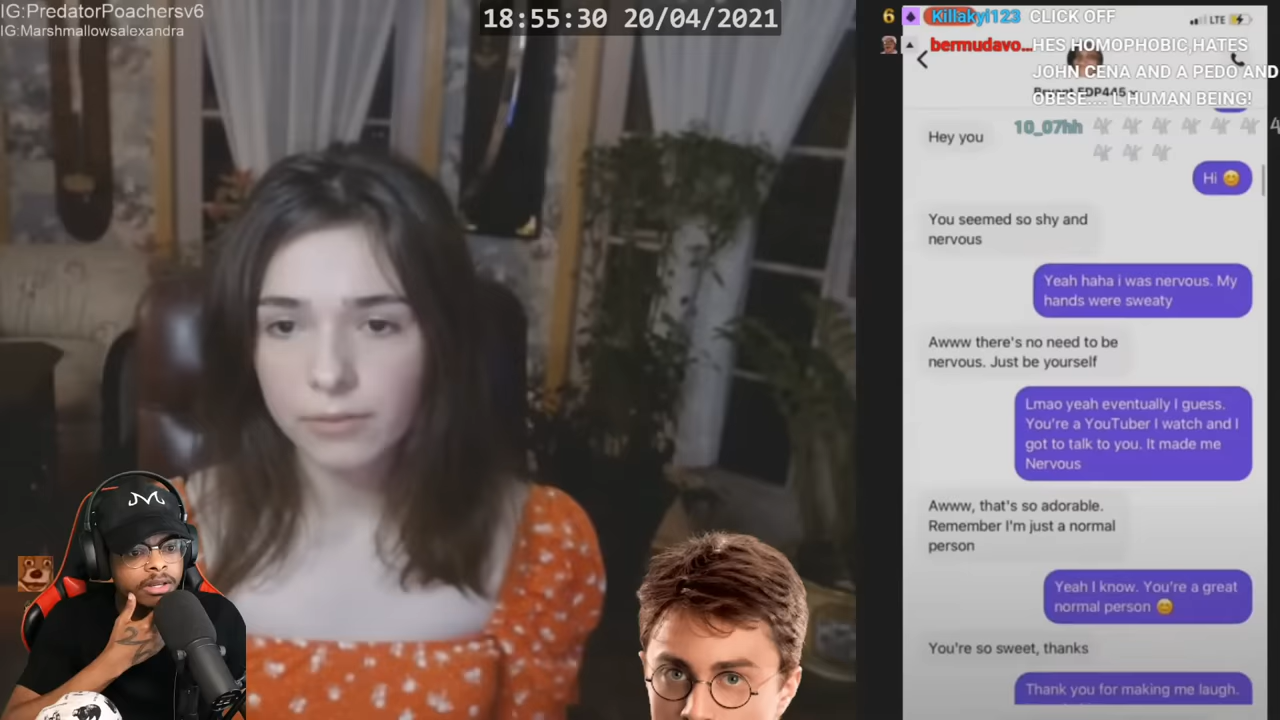 IG:PredatorPoachersv6
IG:Marshmallowsalexandra
18:55:30 20/04/2021
6 Killakyl123 CLICK OFF
LTE
bermudavo... HES HOMOPHOBIC,HATES
JOHN CENA AND A PEDO AND
OBESE.... L HUMAN BEING!
Bryant EDP445
10_07hh
Hey you
Hi 😊
You seemed so shy and
nervous
Yeah haha i was nervous. My
hands were sweaty
Awww there's no need to be
nervous. Just be yourself
Lmao yeah eventually I guess.
You're a YouTuber I watch and I
got to talk to you. It made me
Nervous
Awww, that's so adorable.
Remember I'm just a normal
person
Yeah I know. You're a great
normal person 😊
You're so sweet, thanks
Thank you for making me laugh.